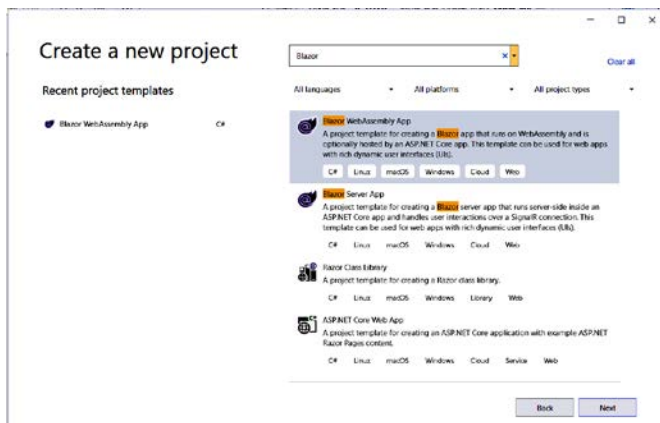 Create a new project
Blazor
Clear all
Recent project templates
All languages
All platforms
All project types
Blazor WebAssembly App
C#
Blazor WebAssembly App
A project template for creating a Blazor app that runs on WebAssembly and is
optionally hosted by an ASP.NET Core app. This template can be used for web apps
with rich dynamic user interfaces (UIs).
C# Linux macOS Windows Cloud Web
Blazor Server App
A project template for creating a Blazor server app that runs server-side inside an
ASP.NET Core app and handles user interactions over a SignalR connection. This
template can be used for web apps with rich dynamic user interfaces (UIs).
C# Linux macOS Windows Cloud Web
Razor Class Library
A project template for creating a Razor class library.
C# Linux macOS Windows Library Web
ASP.NET Core Web App
A project template for creating an ASP.NET Core application with example ASP.NET
Razor Pages content.
C# Linux macOS Windows Cloud Service Web
Back
Next